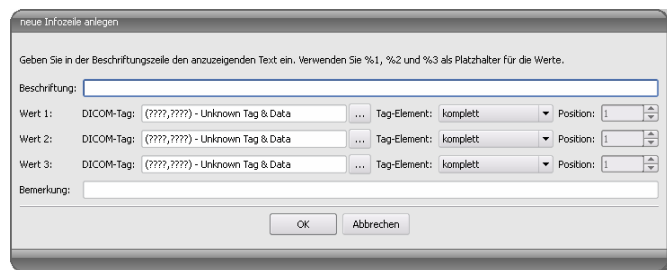 neue Infozeile anlegen
Geben Sie in der Beschriftungszeile den anzuzeigenden Text ein. Verwenden Sie %1, %2 und %3 als Platzhalter für die Werte.
Beschriftung:
Wert 1: DICOM-Tag: (????,????) - Unknown Tag & Data ... Tag-Element: komplett Position: 1
Wert 2: DICOM-Tag: (????,????) - Unknown Tag & Data ... Tag-Element: komplett Position: 1
Wert 3: DICOM-Tag: (????,????) - Unknown Tag & Data ... Tag-Element: komplett Position: 1
Bemerkung:
OK Abbrechen